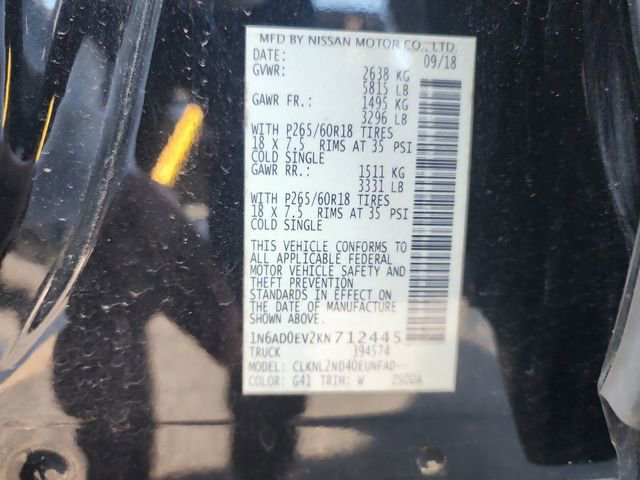 MFD BY NISSAN MOTOR CO., LTD.
DATE: 09/18
GVWR: 2638 KG
5815 LB
GAWR FR.: 1495 KG
3296 LB
WITH P265/60R18 TIRES
18 X 7.5 RIMS AT 35 PSI
COLD SINGLE
GAWR RR.: 1511 KG
3331 LB
WITH P265/60R18 TIRES
18 X 7.5 RIMS AT 35 PSI
COLD SINGLE
THIS VEHICLE CONFORMS TO
ALL APPLICABLE FEDERAL
MOTOR VEHICLE SAFETY AND
THEFT PREVENTION
STANDARDS IN EFFECT ON
THE DATE OF MANUFACTURE
SHOWN ABOVE.
1N6AD0EV2KN712445
TRUCK 394574
MODEL: CLKNL2ND40EUNFAD--
COLOR: G41 TRIM: W 2500A